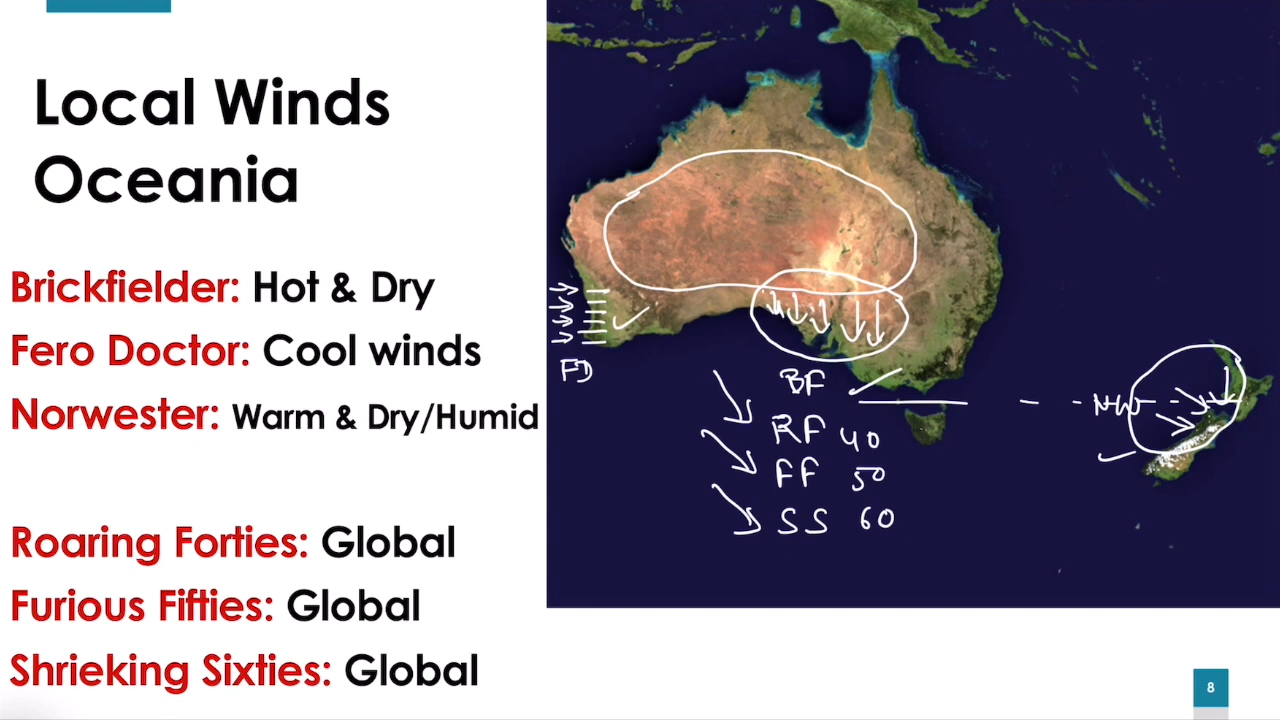 Local Winds
Oceania
Brickfielder: Hot & Dry
Fero Doctor: Cool winds
Norwester: Warm & Dry/Humid
Roaring Forties: Global
Furious Fifties: Global
Shrieking Sixties: Global
FD
BF
RF 40
FF 50
SS 60
NW
8